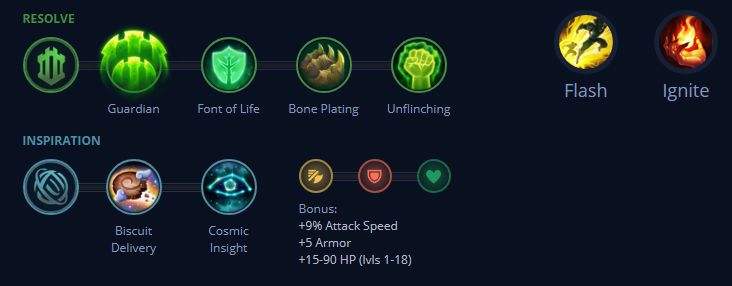 RESOLVE
Guardian
Font of Life
Bone Plating
Unflinching
Flash
Ignite
INSPIRATION
Biscuit
Delivery
Cosmic
Insight
Bonus:
+9% Attack Speed
+5 Armor
+15-90 HP (lvls 1-18)